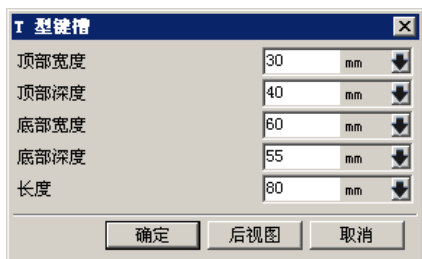 T 型键槽
顶部宽度 30 mm
顶部深度 40 mm
底部宽度 60 mm
底部深度 55 mm
长度 80 mm
确定 后视图 取消